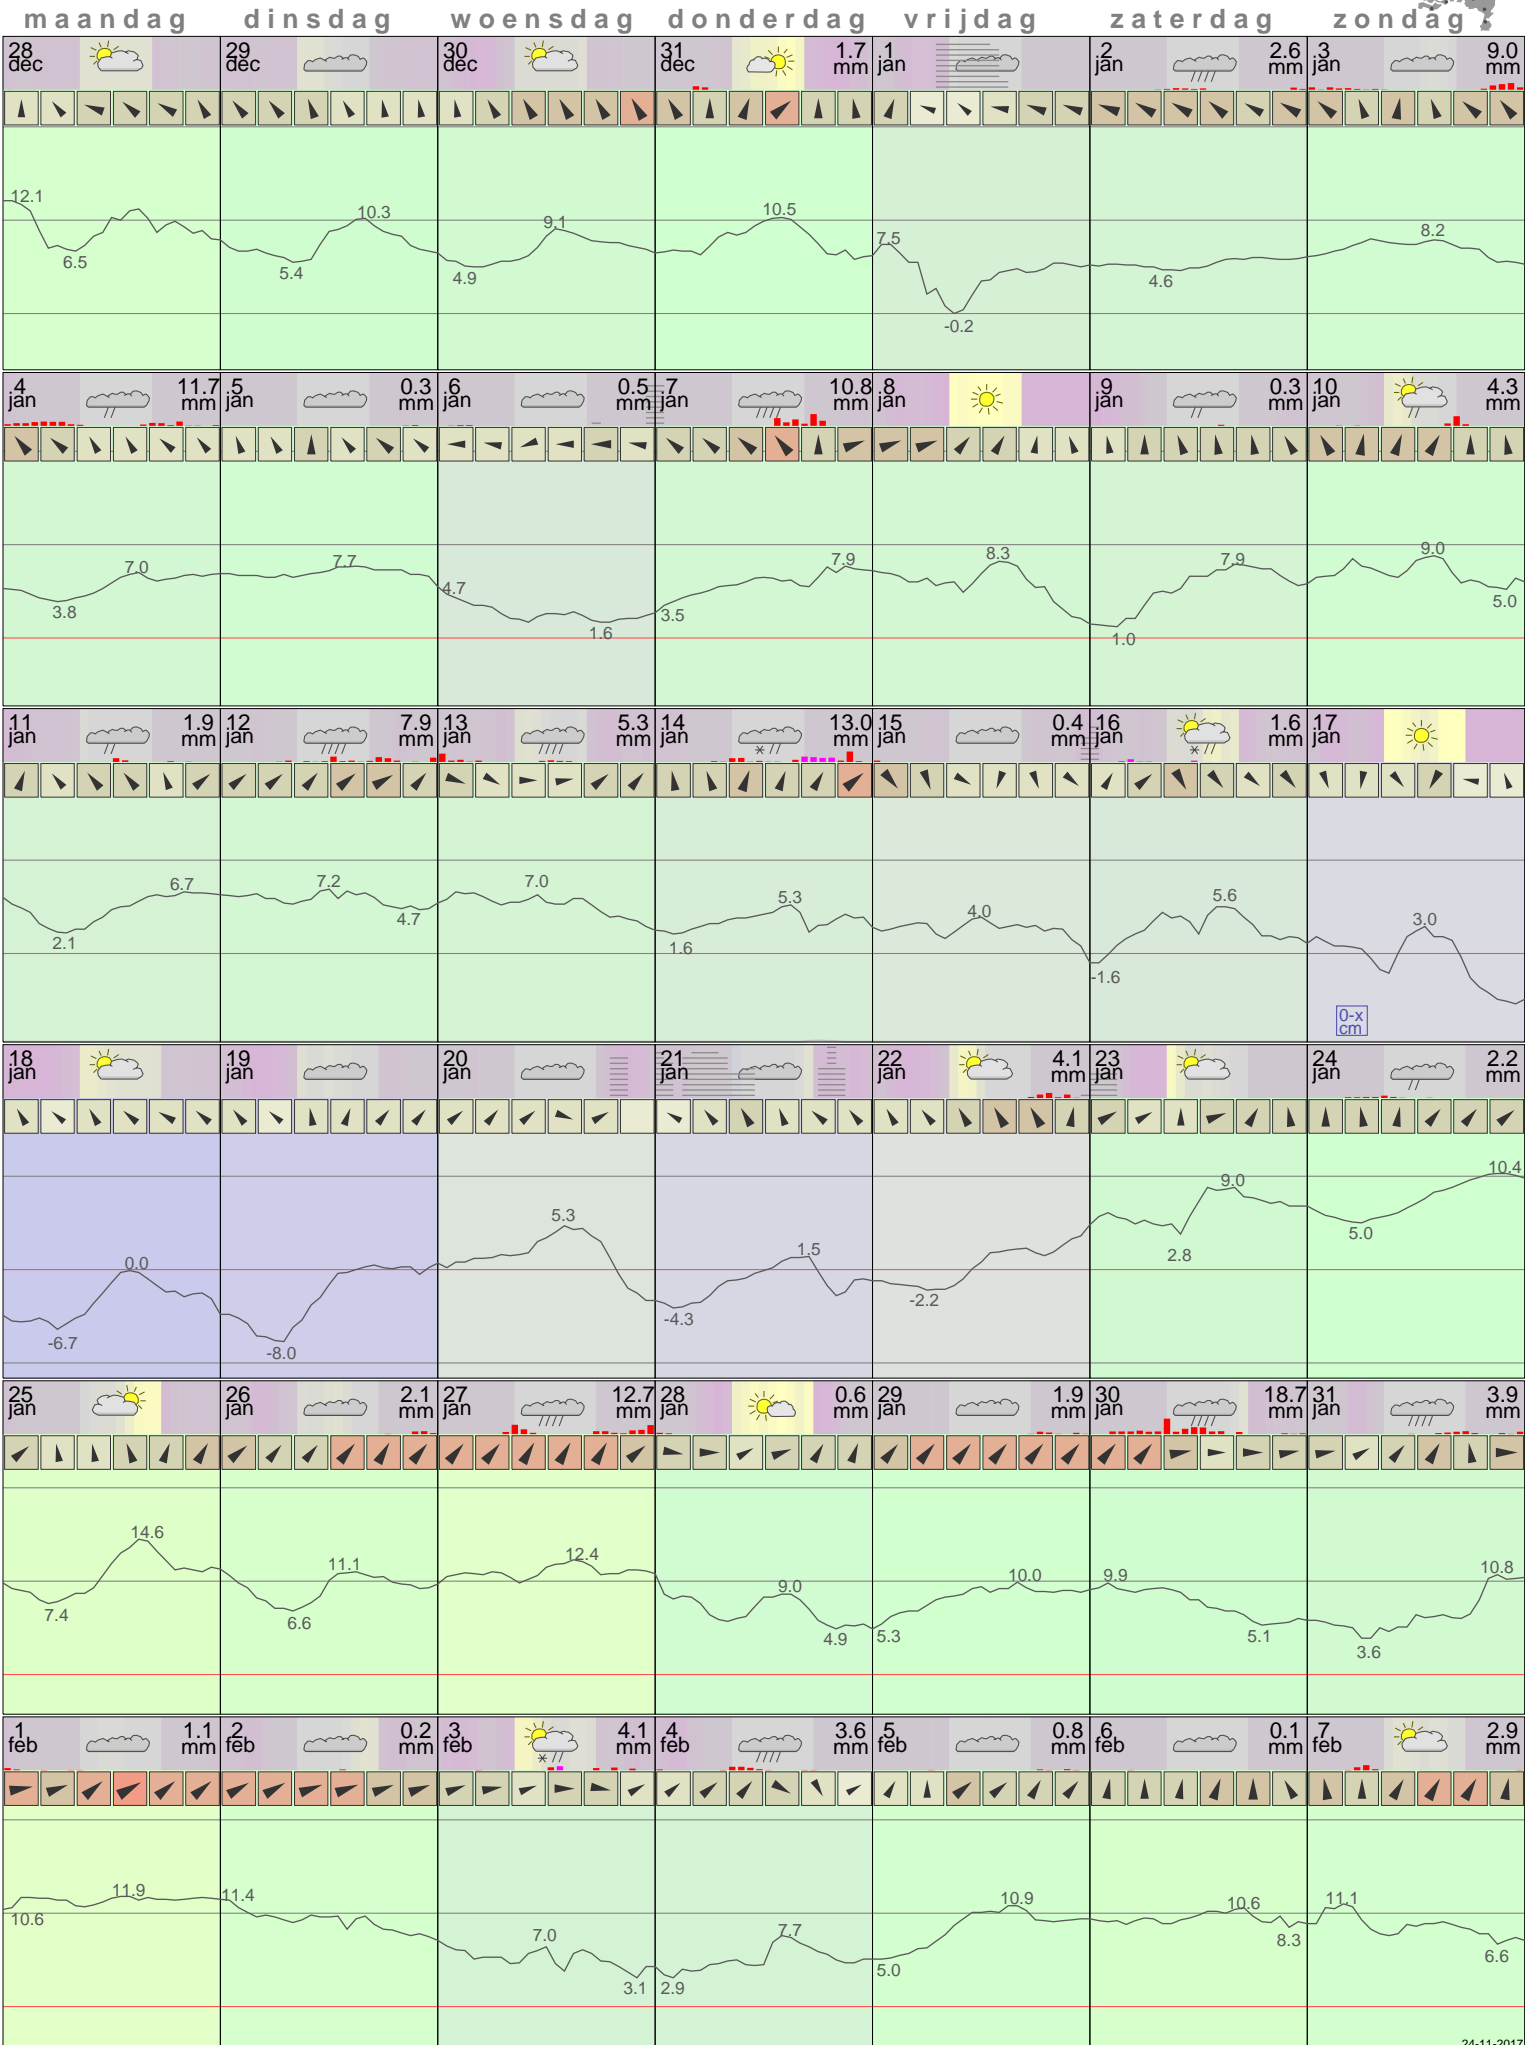 maandag dinsdag woensdag donderdag vrijdag zaterdag zondag
28 29 30 31 1.7 .1 .2 2.6 .3 9.0
dec dec dec dec mm jan jan mm jan mm
12.1 10.3 9.1 10.5 7.5 8.2
6.5 5.4 4.9 -0.2 4.6
.4 11.7 .5 0.3 .6 0.5 .7 10.8 .8 .9 0.3 10 4.3
jan mm jan mm jan mm jan mm jan jan mm jan mm
7.0 7.7 4.7 7.9 8.3 7.9 9.0
3.8 1.6 3.5 1.0 5.0
11 1.9 12 7.9 13 5.3 14 13.0 15 0.4 16 1.6 17
jan mm jan mm jan mm jan mm jan mm jan mm jan
6.7 7.2 7.0 5.3 4.0 5.6 3.0
2.1 4.7 1.6 -1.6
0-x
cm
18 19 20 21 22 4.1 23 24 2.2
jan jan jan jan jan mm jan jan mm
0.0 5.3 1.5 9.0 10.4
-6.7 -8.0 -4.3 -2.2 2.8 5.0
25 26 2.1 27 12.7 28 0.6 29 1.9 30 18.7 31 3.9
jan jan mm jan mm jan mm jan mm jan mm jan mm
14.6 11.1 12.4 9.0 10.0 9.9 10.8
7.4 6.6 4.9 5.3 5.1 3.6
.1 1.1 .2 0.2 .3 4.1 .4 3.6 .5 0.8 .6 0.1 .7 2.9
feb mm feb mm feb mm feb mm feb mm feb mm feb mm
11.9 11.4 7.0 7.7 10.9 10.6 11.1
10.6 3.1 2.9 5.0 8.3 6.6
24-11-2017